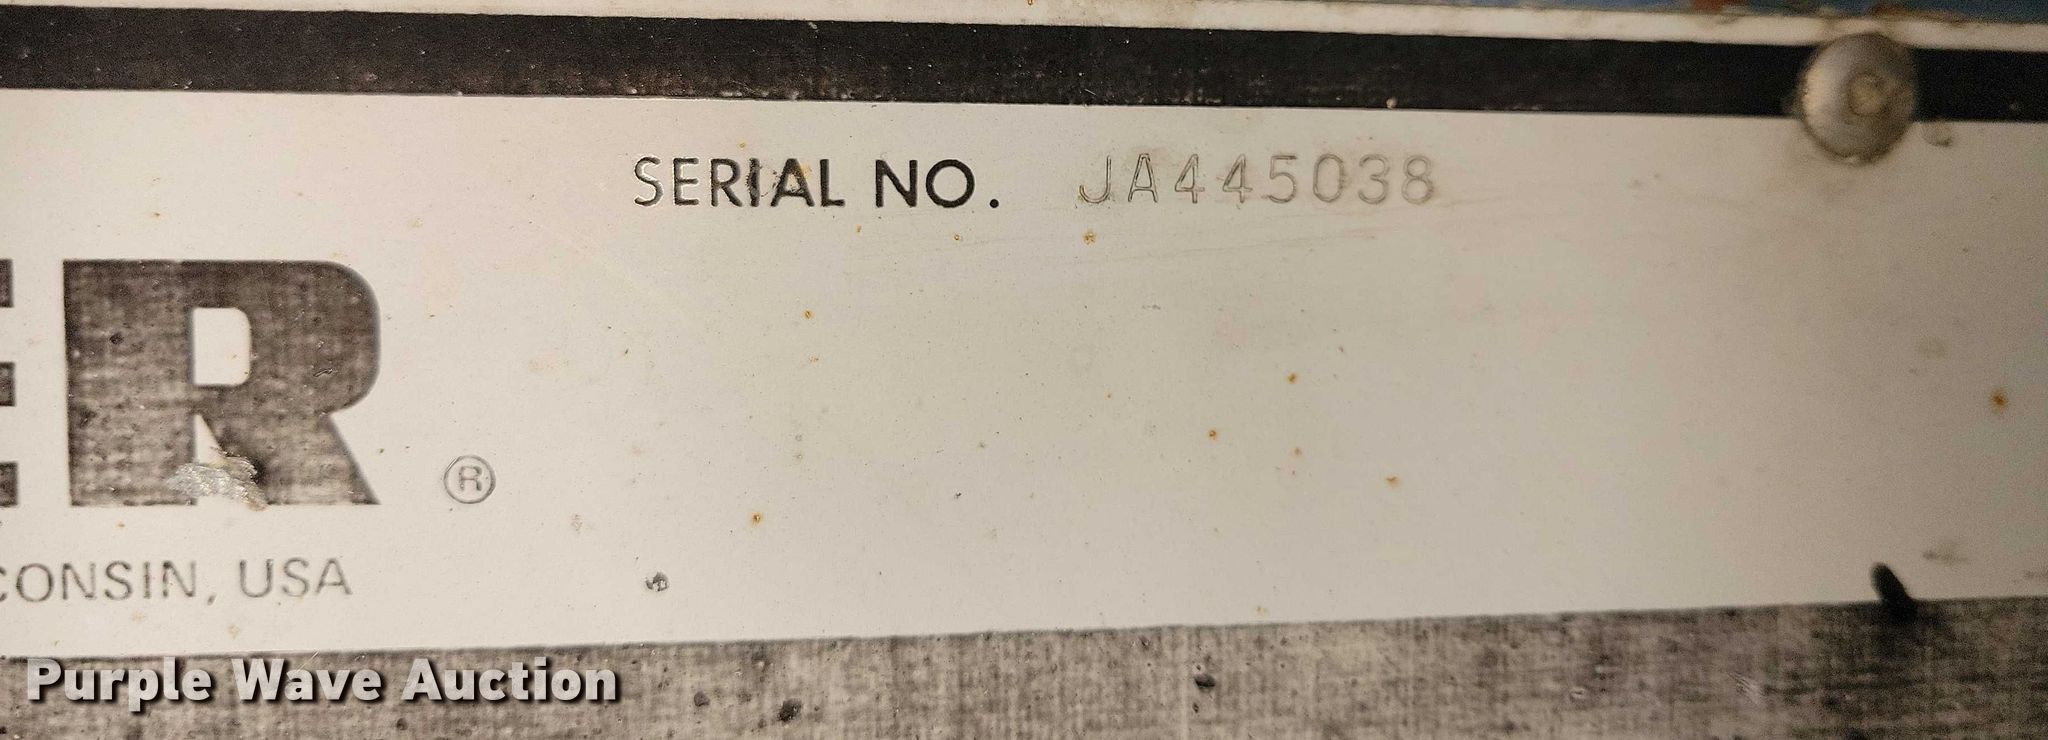 SERIAL NO. JA445038
ER ®
CONSIN, USA
Purple Wave Auction